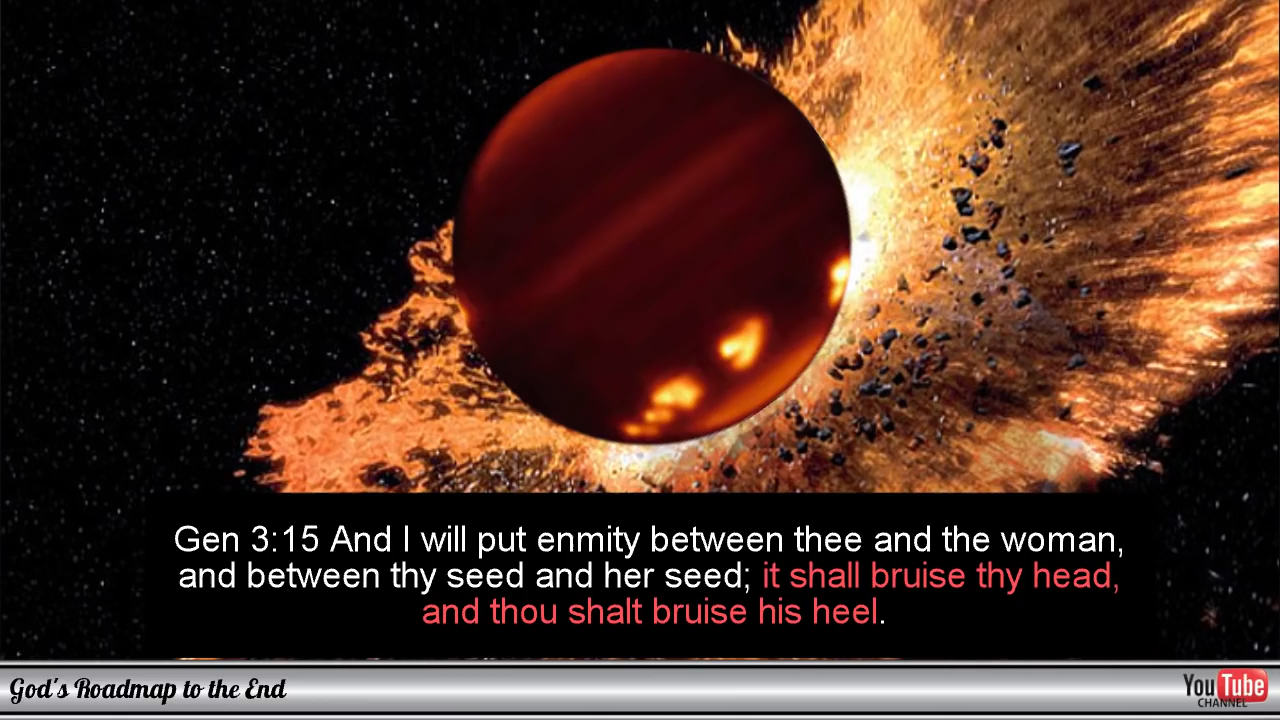 Gen 3:15 And I will put enmity between thee and the woman,
and between thy seed and her seed; it shall bruise thy head,
and thou shalt bruise his heel.
God's Roadmap to the End
YouTube
CHANNEL